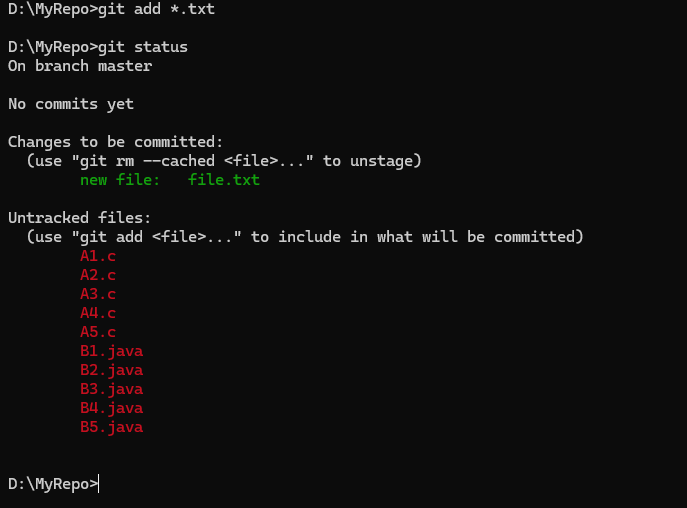 D:\MyRepo>git add *.txt
D:\MyRepo>git status
On branch master
No commits yet
Changes to be committed:
  (use "git rm --cached <file>..." to unstage)
        new file:   file.txt
Untracked files:
  (use "git add <file>..." to include in what will be committed)
        A1.c
        A2.c
        A3.c
        A4.c
        A5.c
        B1.java
        B2.java
        B3.java
        B4.java
        B5.java
D:\MyRepo>